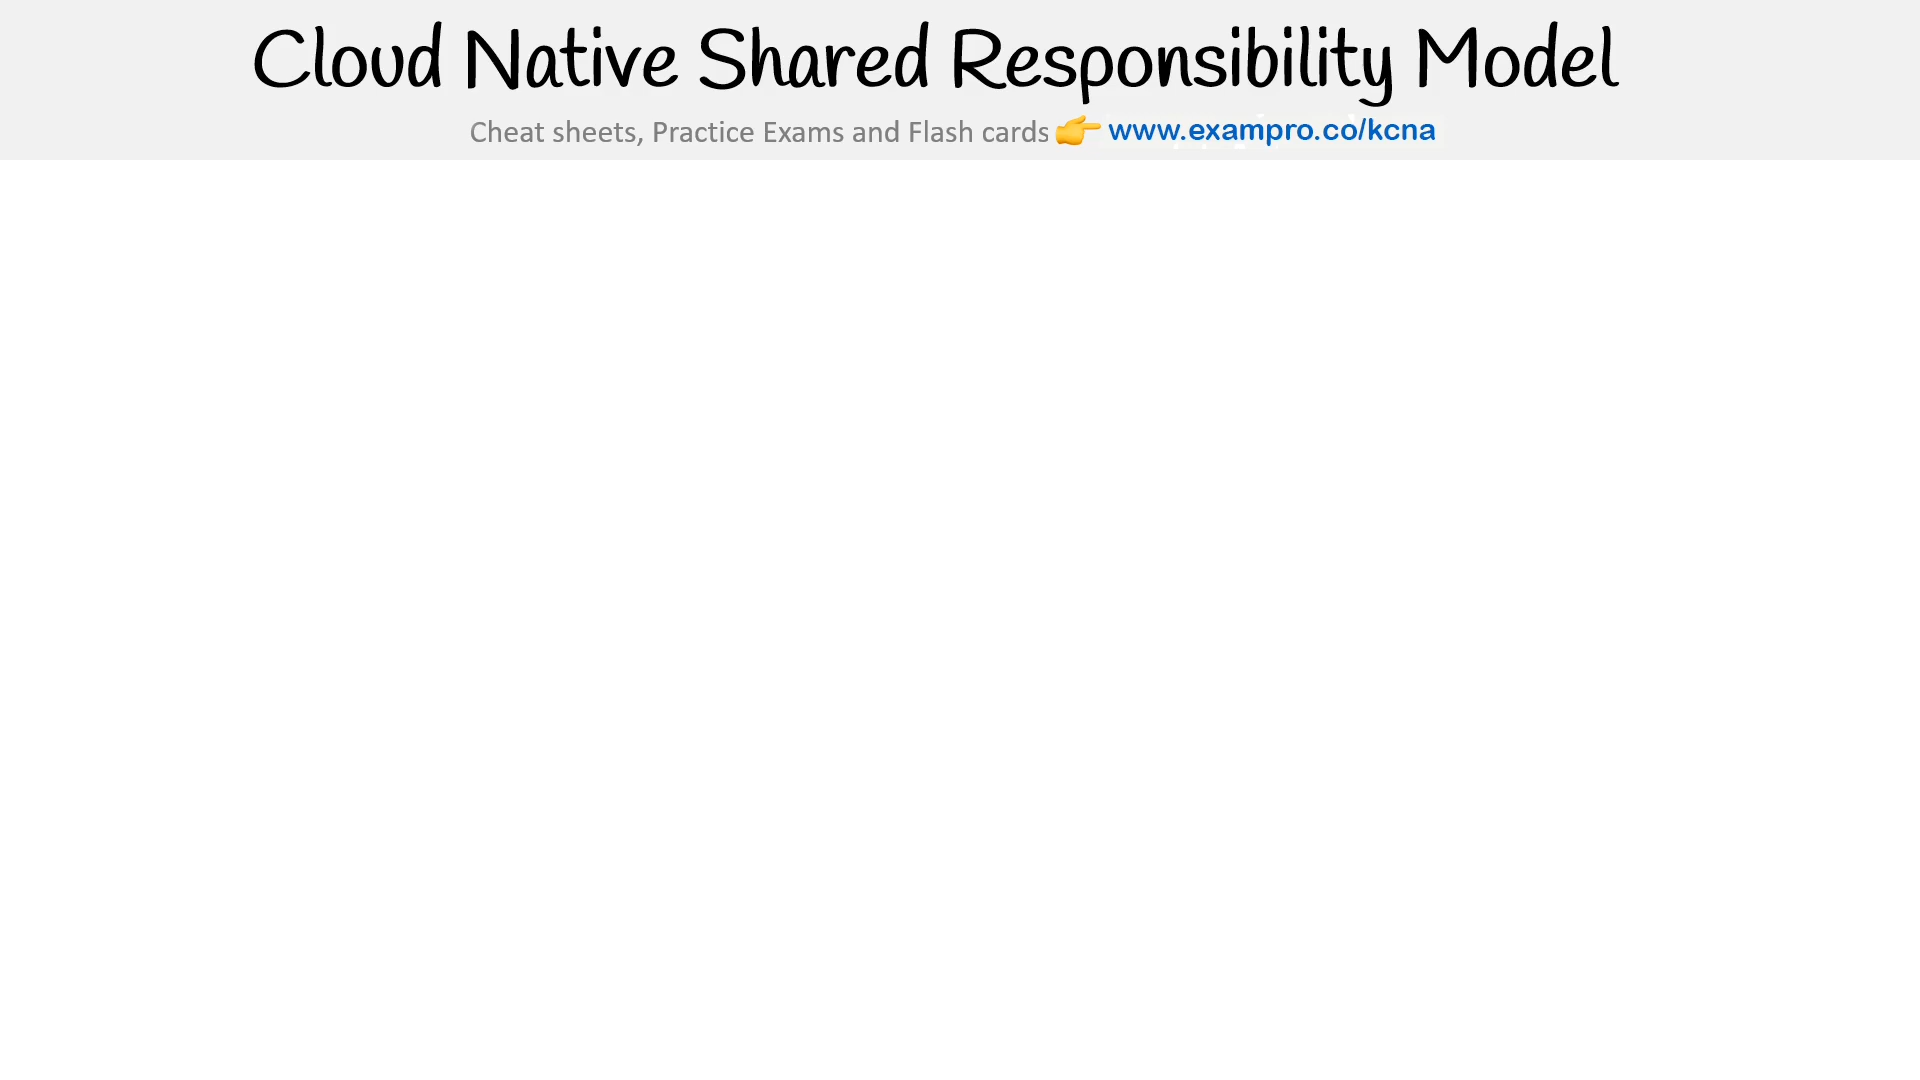 Cloud Native Shared Responsibility Model
Cheat sheets, Practice Exams and Flash cards 👉 www.exampro.co/kcna